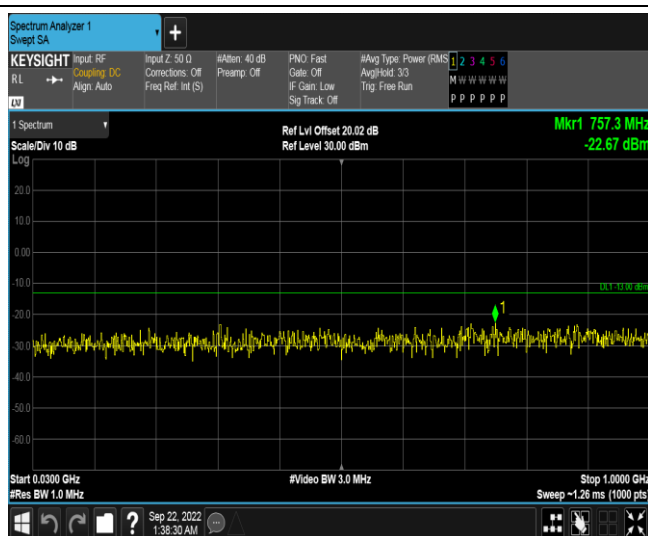 Spectrum Analyzer 1
Swept SA
+
KEYSIGHT Input: RF Input Z: 50 Ω #Atten: 40 dB PNO: Fast #Avg Type: Power (RMS 1 2 3 4 5 6
RL Coupling: DC Corrections: Off Preamp: Off Gate: Off Avg|Hold: 3/3 M W W W W W
Align: Auto Freq Ref: Int (S) IF Gain: Low Trig: Free Run
Sig Track: Off P P P P P P
LXI
1 Spectrum Ref Lvl Offset 20.02 dB Mkr1 757.3 MHz
Scale/Div 10 dB Ref Level 30.00 dBm -22.67 dBm
Log
20.0
10.0
0.00
-10.0
DL1 -13.00 dBm
1
-20.0
-30.0
-40.0
-50.0
-60.0
Start 0.0300 GHz #Video BW 3.0 MHz Stop 1.0000 GHz
#Res BW 1.0 MHz Sweep ~1.26 ms (1000 pts)
? Sep 22, 2022
1:38:30 AM